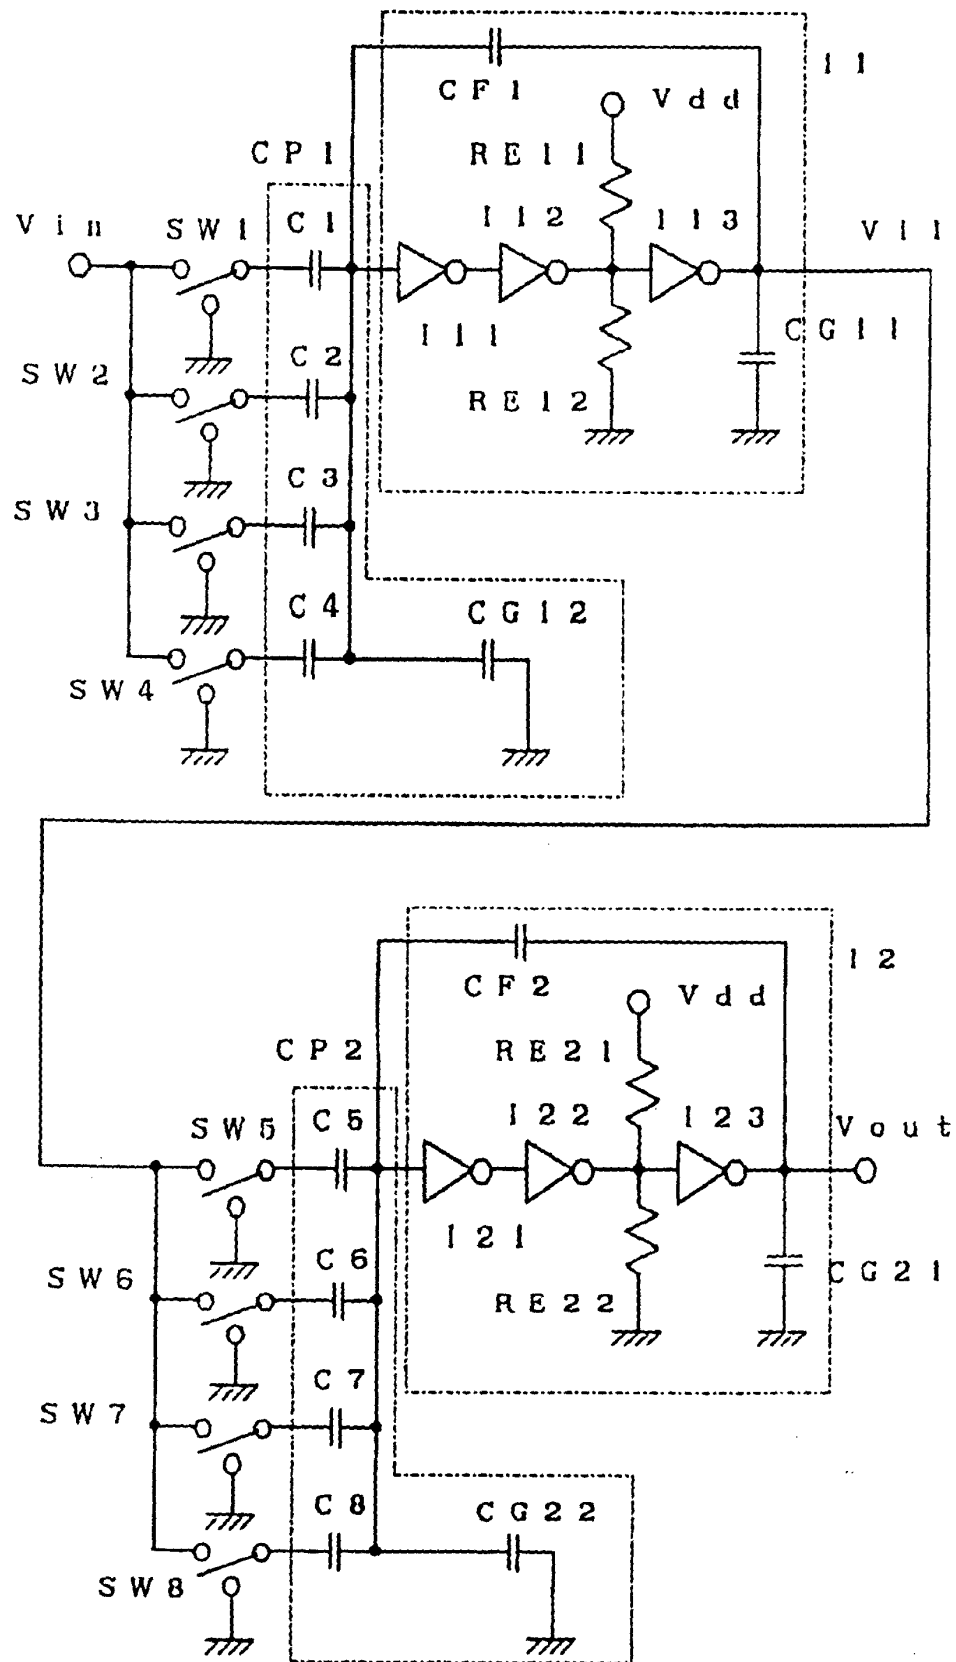 I1
CF1
Vdd
CP1
RE11
Vin
SW1
C1
I12
I13
V11
I11
CG11
SW2
C2
RE12
SW3
C3
C4
CG12
SW4
I2
CF2
Vdd
CP2
RE21
SW5
C5
I22
I23
Vout
I21
SW6
C6
CG21
RE22
SW7
C7
C8
CG22
SW8